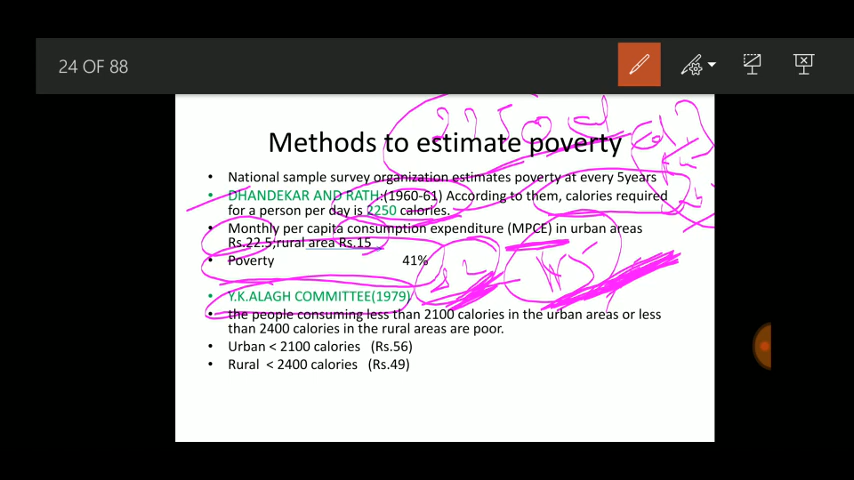 24 OF 88
Methods to estimate poverty
• National sample survey organization estimates poverty at every 5years
• DHANDEKAR AND RATH:(1960-61) According to them, calories required
for a person per day is 2250 calories.
• Monthly per capita consumption expenditure (MPCE) in urban areas
Rs.22.5,rural area Rs.15
• Poverty 41%
• Y.K.ALAGH COMMITTEE(1979)
• the people consuming less than 2100 calories in the urban areas or less
than 2400 calories in the rural areas are poor.
• Urban < 2100 calories (Rs.56)
• Rural < 2400 calories (Rs.49)